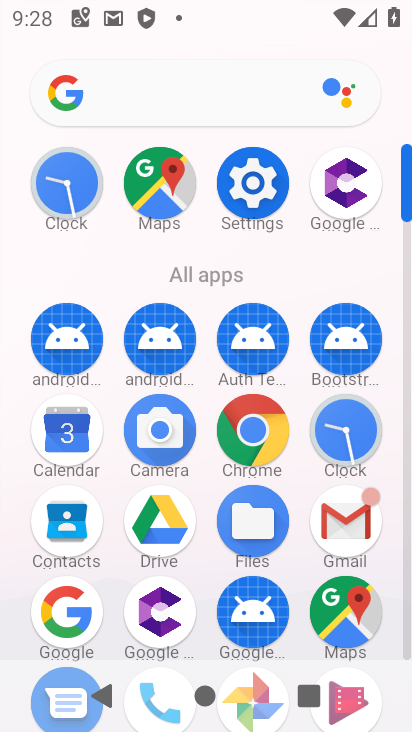 9:28
Clock Maps Settings Google ...
All apps
android... android... Auth Te... Bootstr...
Calendar Camera Chrome Clock
Contacts Drive Files Gmail
Google Google ... Google... Maps